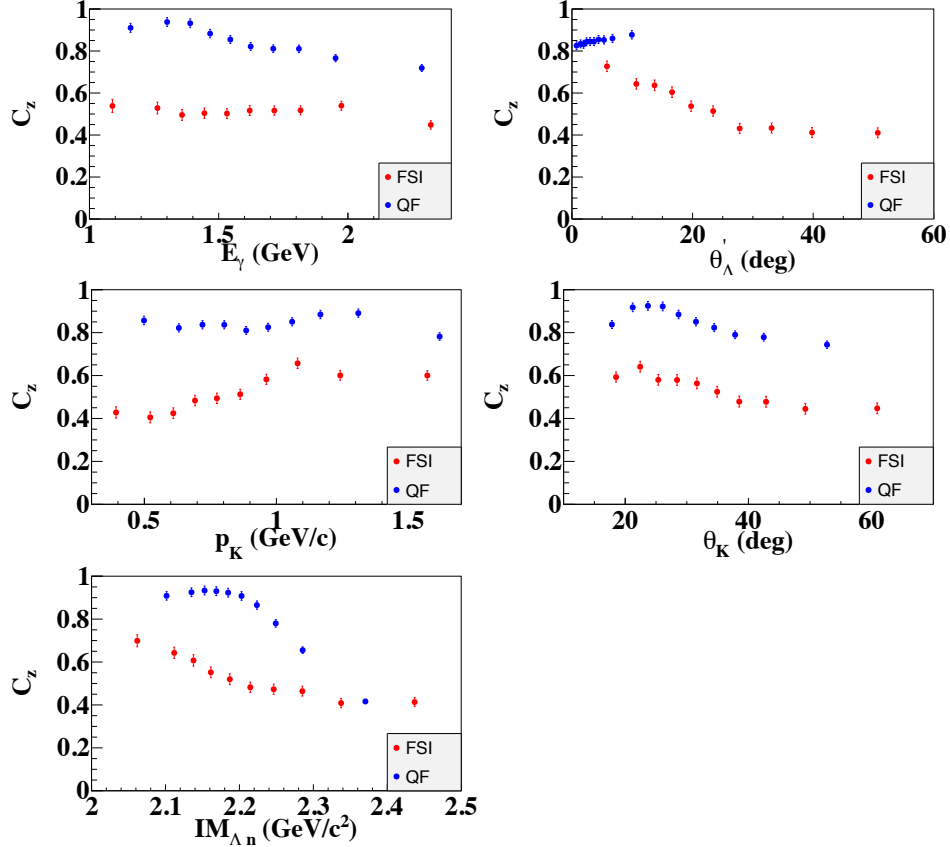 1
0.8
0.6
0.4
0.2
0
C_z
FSI
QF
1 1.5 2
E_γ (GeV)
1
0.8
0.6
0.4
0.2
0
C_z
FSI
QF
0 20 40 60
θ_Λ' (deg)
1
0.8
0.6
0.4
0.2
0
C_z
FSI
QF
0.5 1 1.5
p_K (GeV/c)
1
0.8
0.6
0.4
0.2
0
C_z
FSI
QF
20 40 60
θ_K (deg)
1
0.8
0.6
0.4
0.2
0
C_z
FSI
QF
2 2.1 2.2 2.3 2.4 2.5
IM_Λn (GeV/c²)